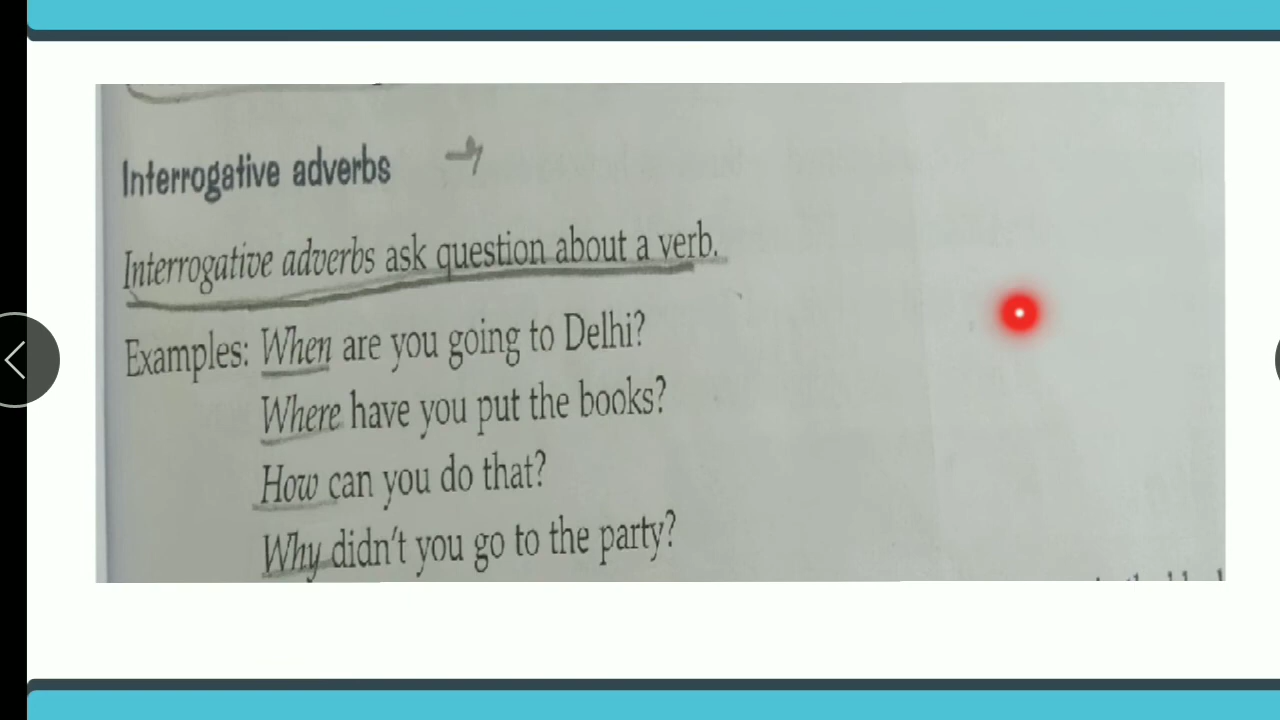 Interrogative adverbs
Interrogative adverbs ask question about a verb.
Examples: When are you going to Delhi?
Where have you put the books?
How can you do that?
Why didn't you go to the party?